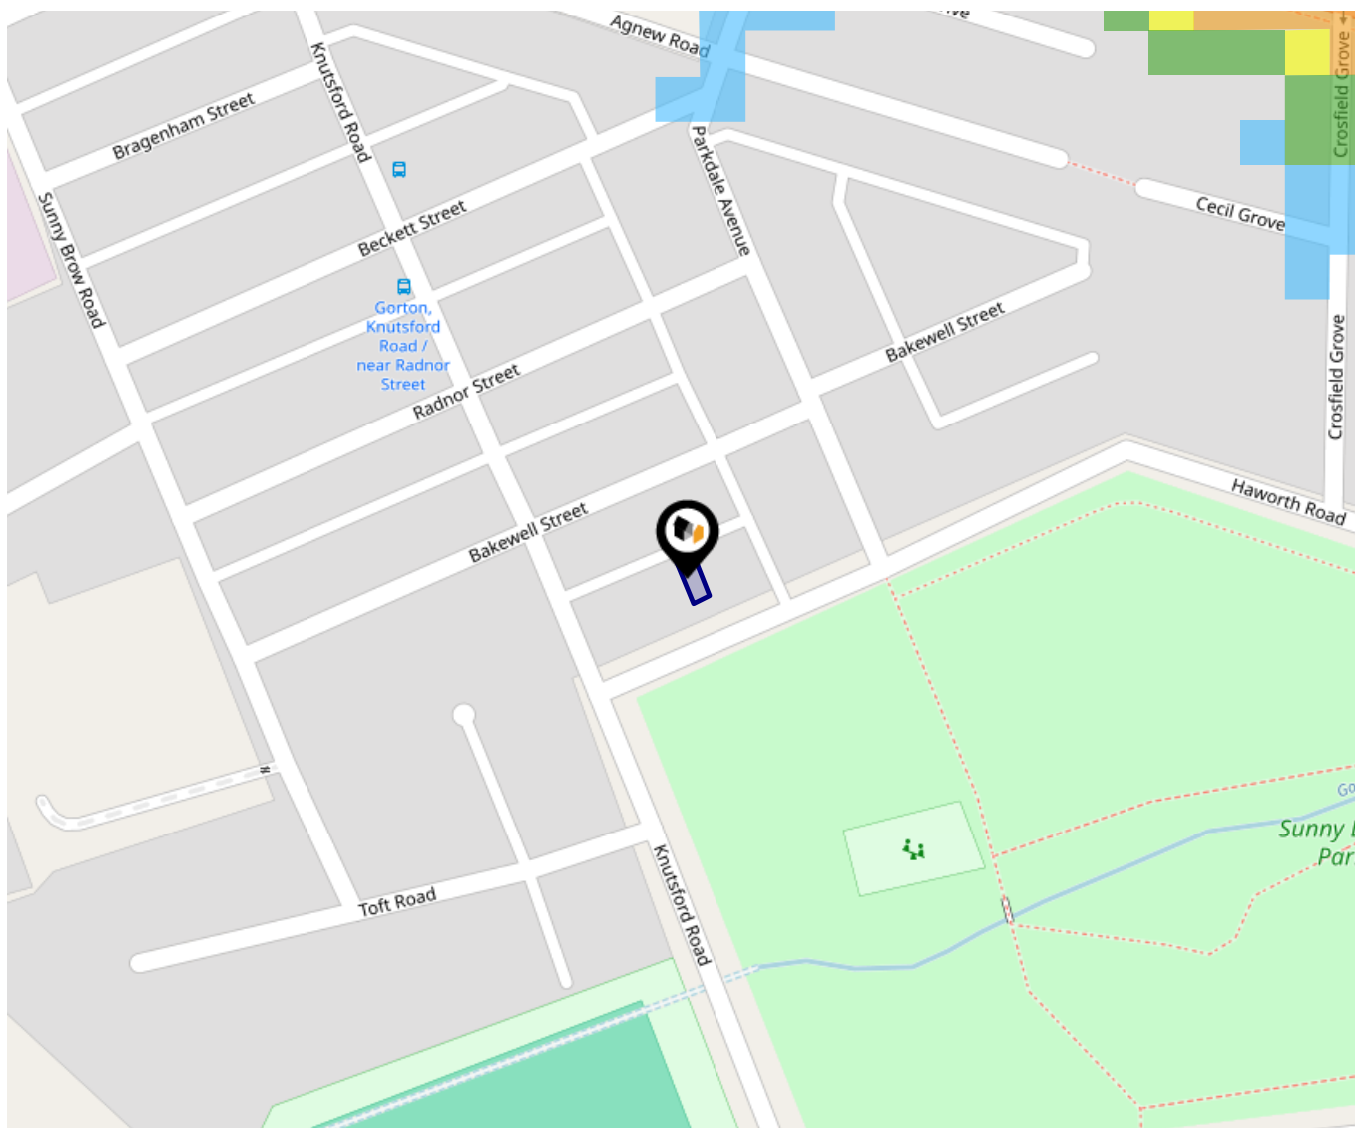 Agnew Road
Knutsford Road
Crosfield Grove
Bragenham Street
Parkdale Avenue
Sunny Brow Road
Beckett Street
Cecil Grove
Gorton,
Knutsford
Road /
near Radnor
Street
Bakewell Street
Radnor Street
Crosfield Grove
Haworth Road
Bakewell Street
Sunny
Toft Road
Knutsford Road